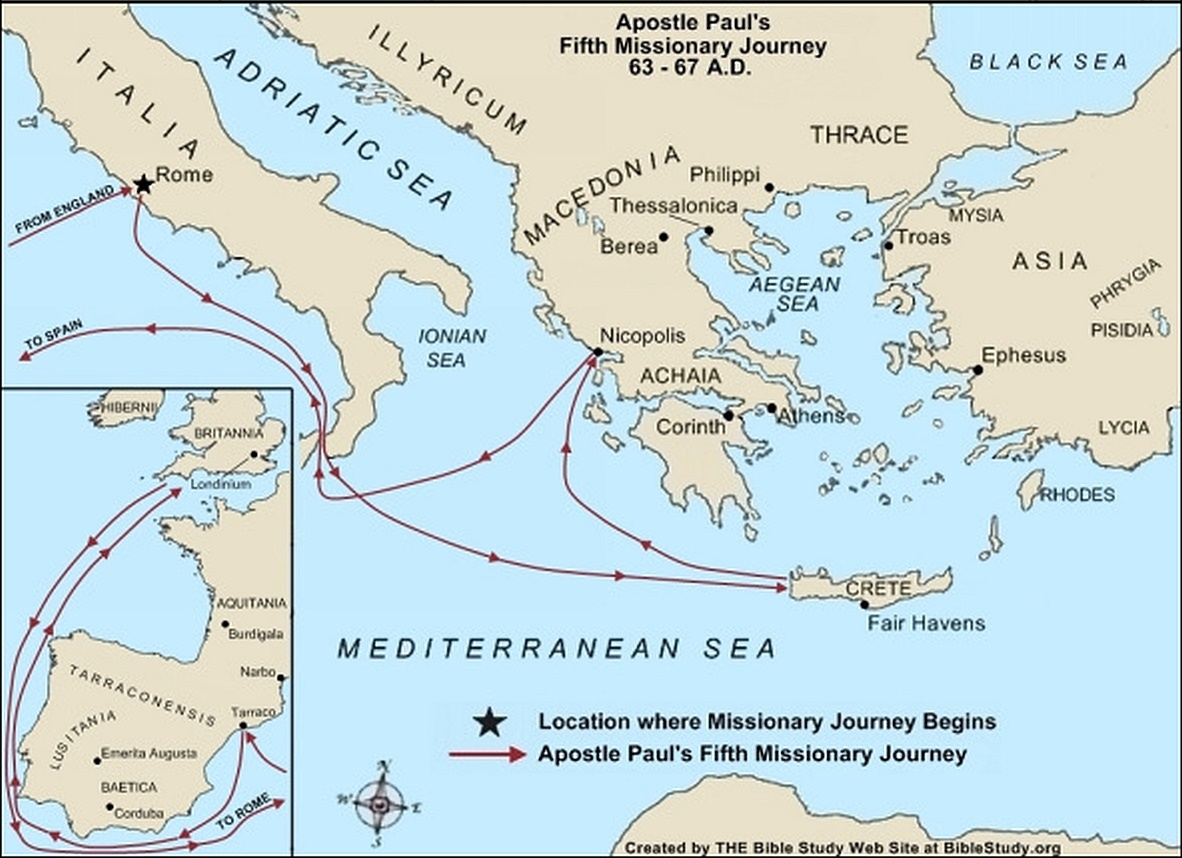 Apostle Paul's
Fifth Missionary Journey
63 - 67 A.D.
BLACK SEA
ILLYRICUM
ITALIA
ADRIATIC SEA
THRACE
MACEDONIA
Philippi
Rome
Thessalonica
MYSIA
FROM ENGLAND
Berea
Troas
ASIA
PHRYGIA
AEGEAN
SEA
PISIDIA
TO SPAIN
IONIAN
SEA
Nicopolis
Ephesus
ACHAIA
Athens
Corinth
LYCIA
HIBERNII
BRITANNIA
Londinium
RHODES
CRETE
Fair Havens
AQUITANIA
Burdigala
MEDITERRANEAN SEA
Narbo
TARRACONENSIS
Tarraco
LUSITANIA
Emerita Augusta
BAETICA
Corduba
TO ROME
Location where Missionary Journey Begins
Apostle Paul's Fifth Missionary Journey
N
W E
S
Created by THE Bible Study Web Site at BibleStudy.org